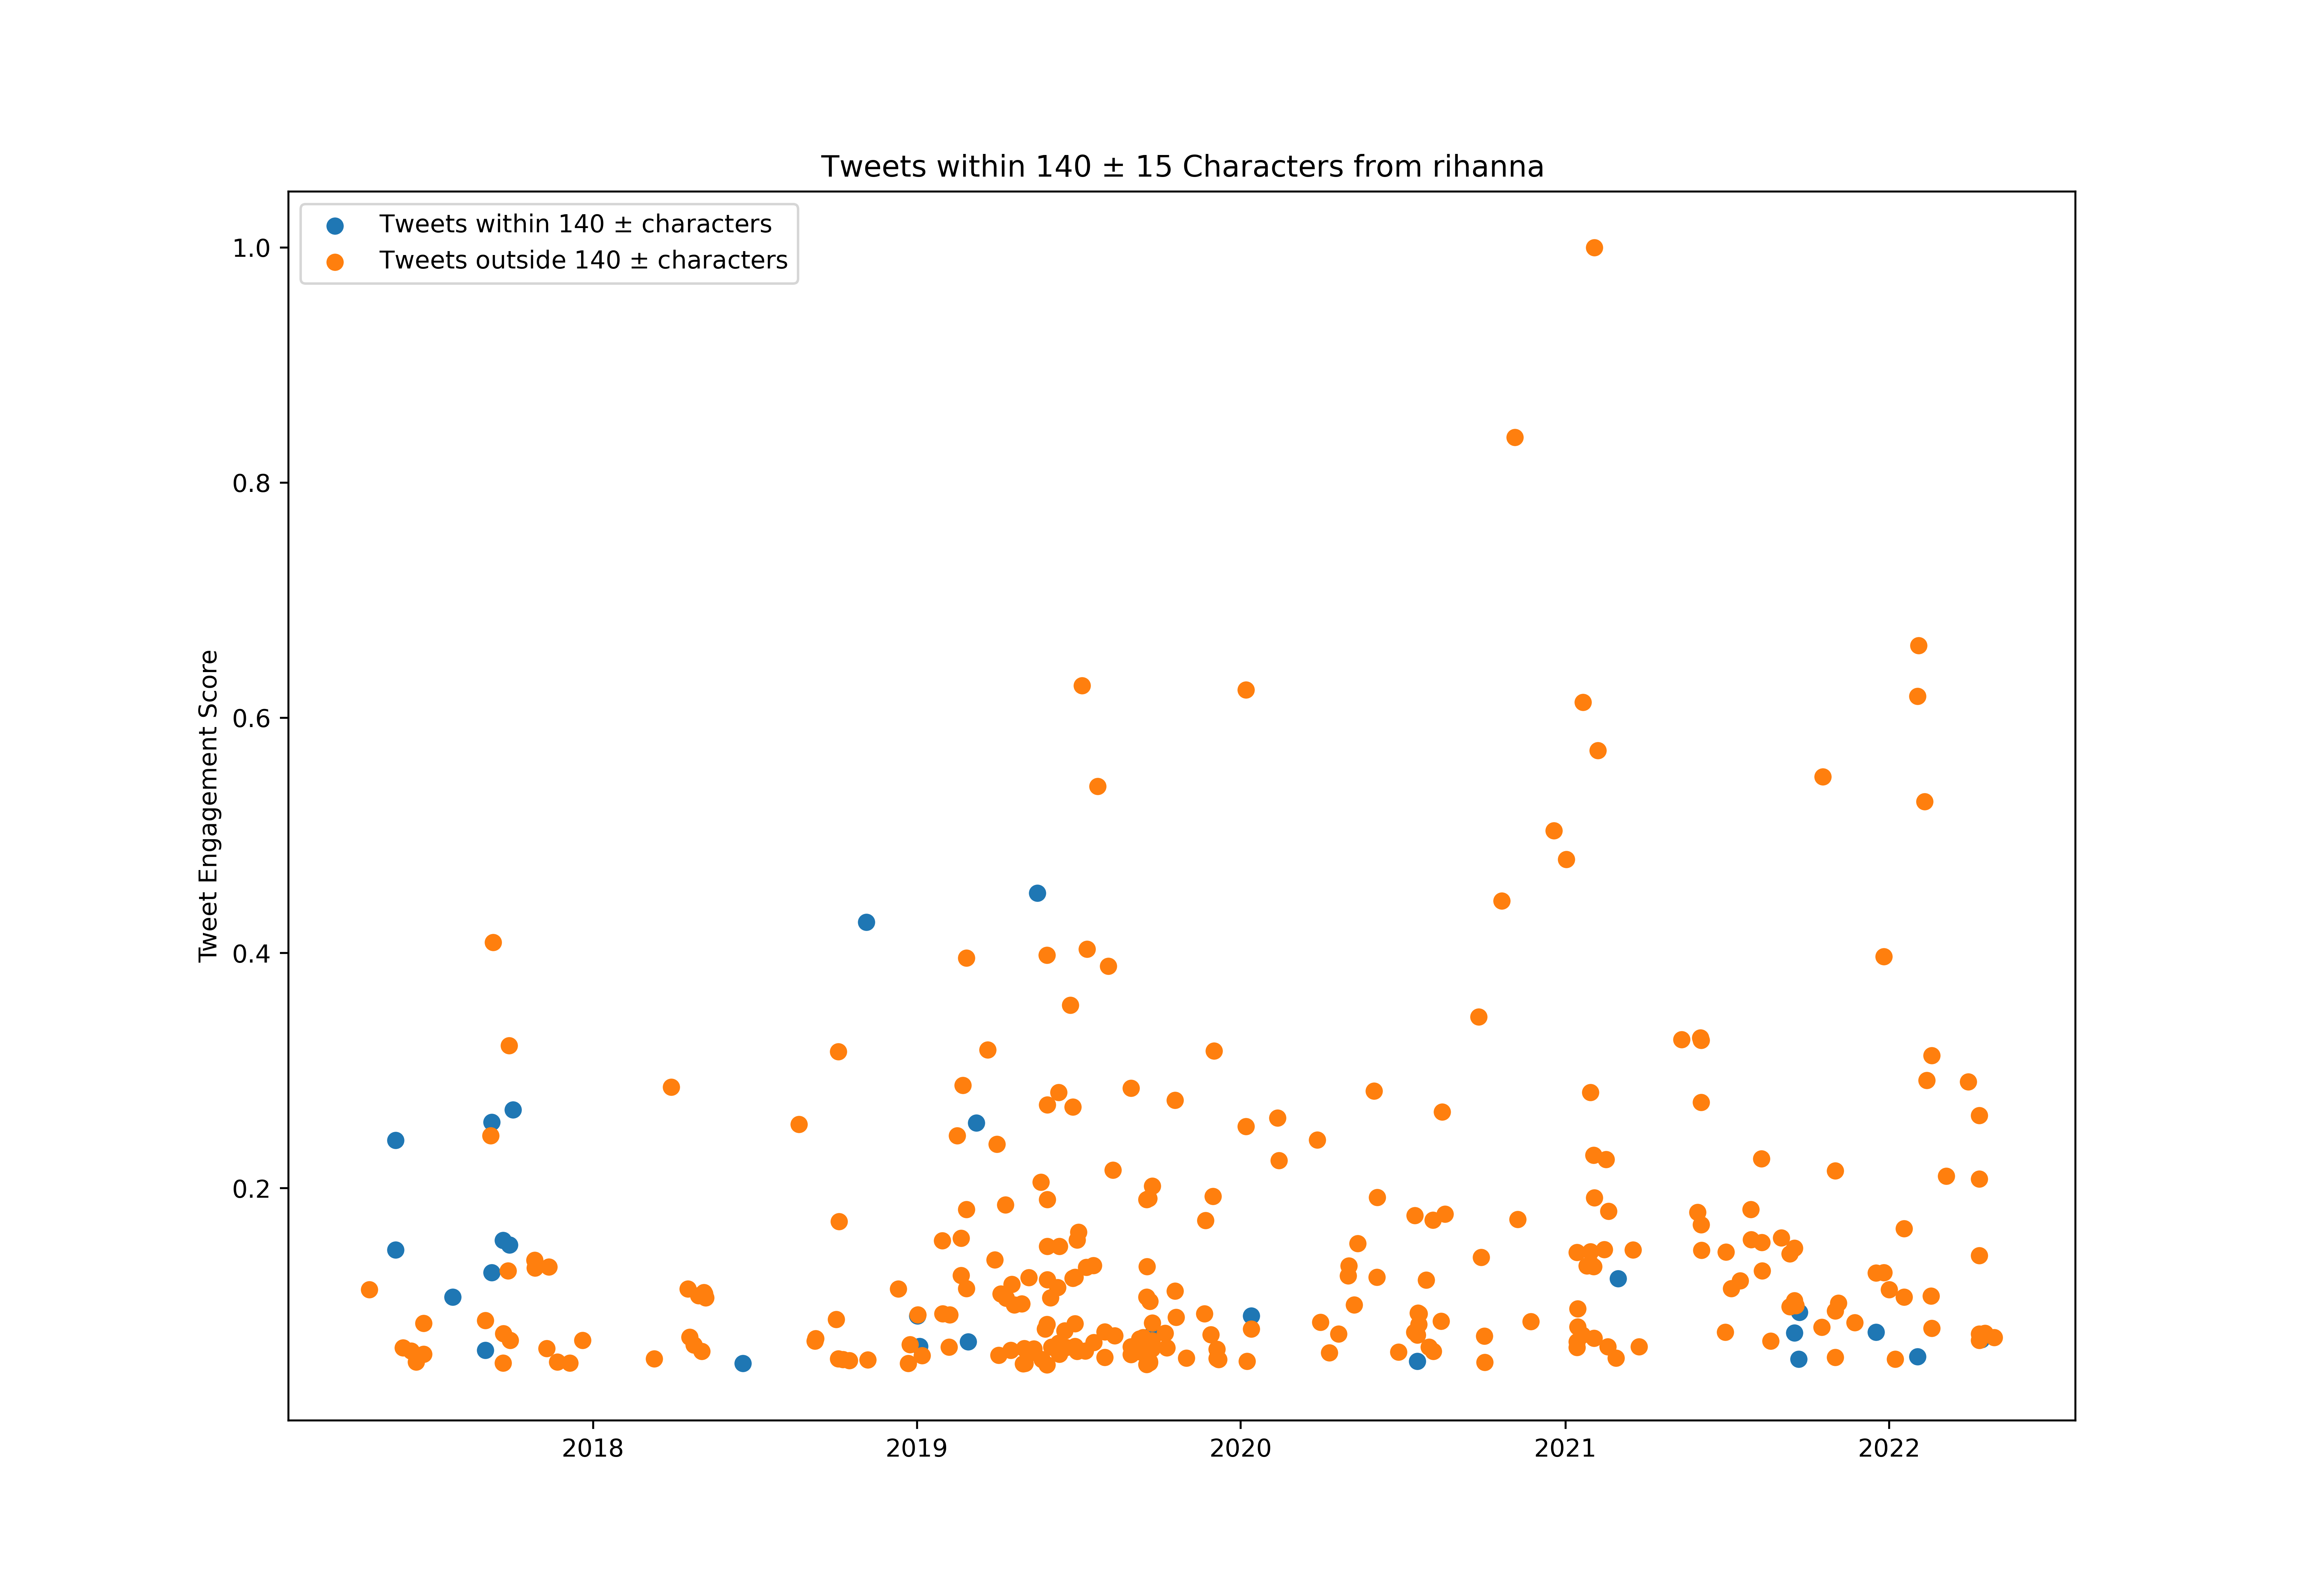 Tweets within 140 ± 15 Characters from rihanna
Tweets within 140 ± characters
Tweets outside 140 ± characters
Tweet Engagement Score
1.0
0.8
0.6
0.4
0.2
2018 2019 2020 2021 2022